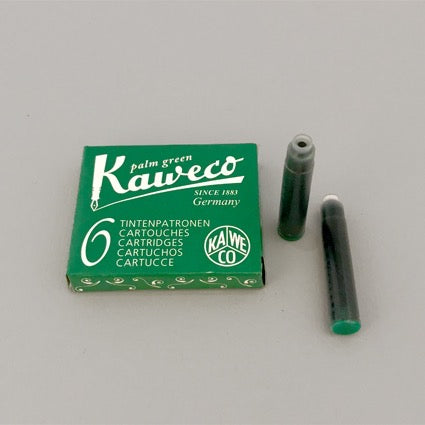 palm green
Kaweco
SINCE 1883
Germany
6
TINTENPATRONEN
CARTOUCHES
CARTRIDGES
CARTUCHOS
CARTUCCE
KA WE
CO